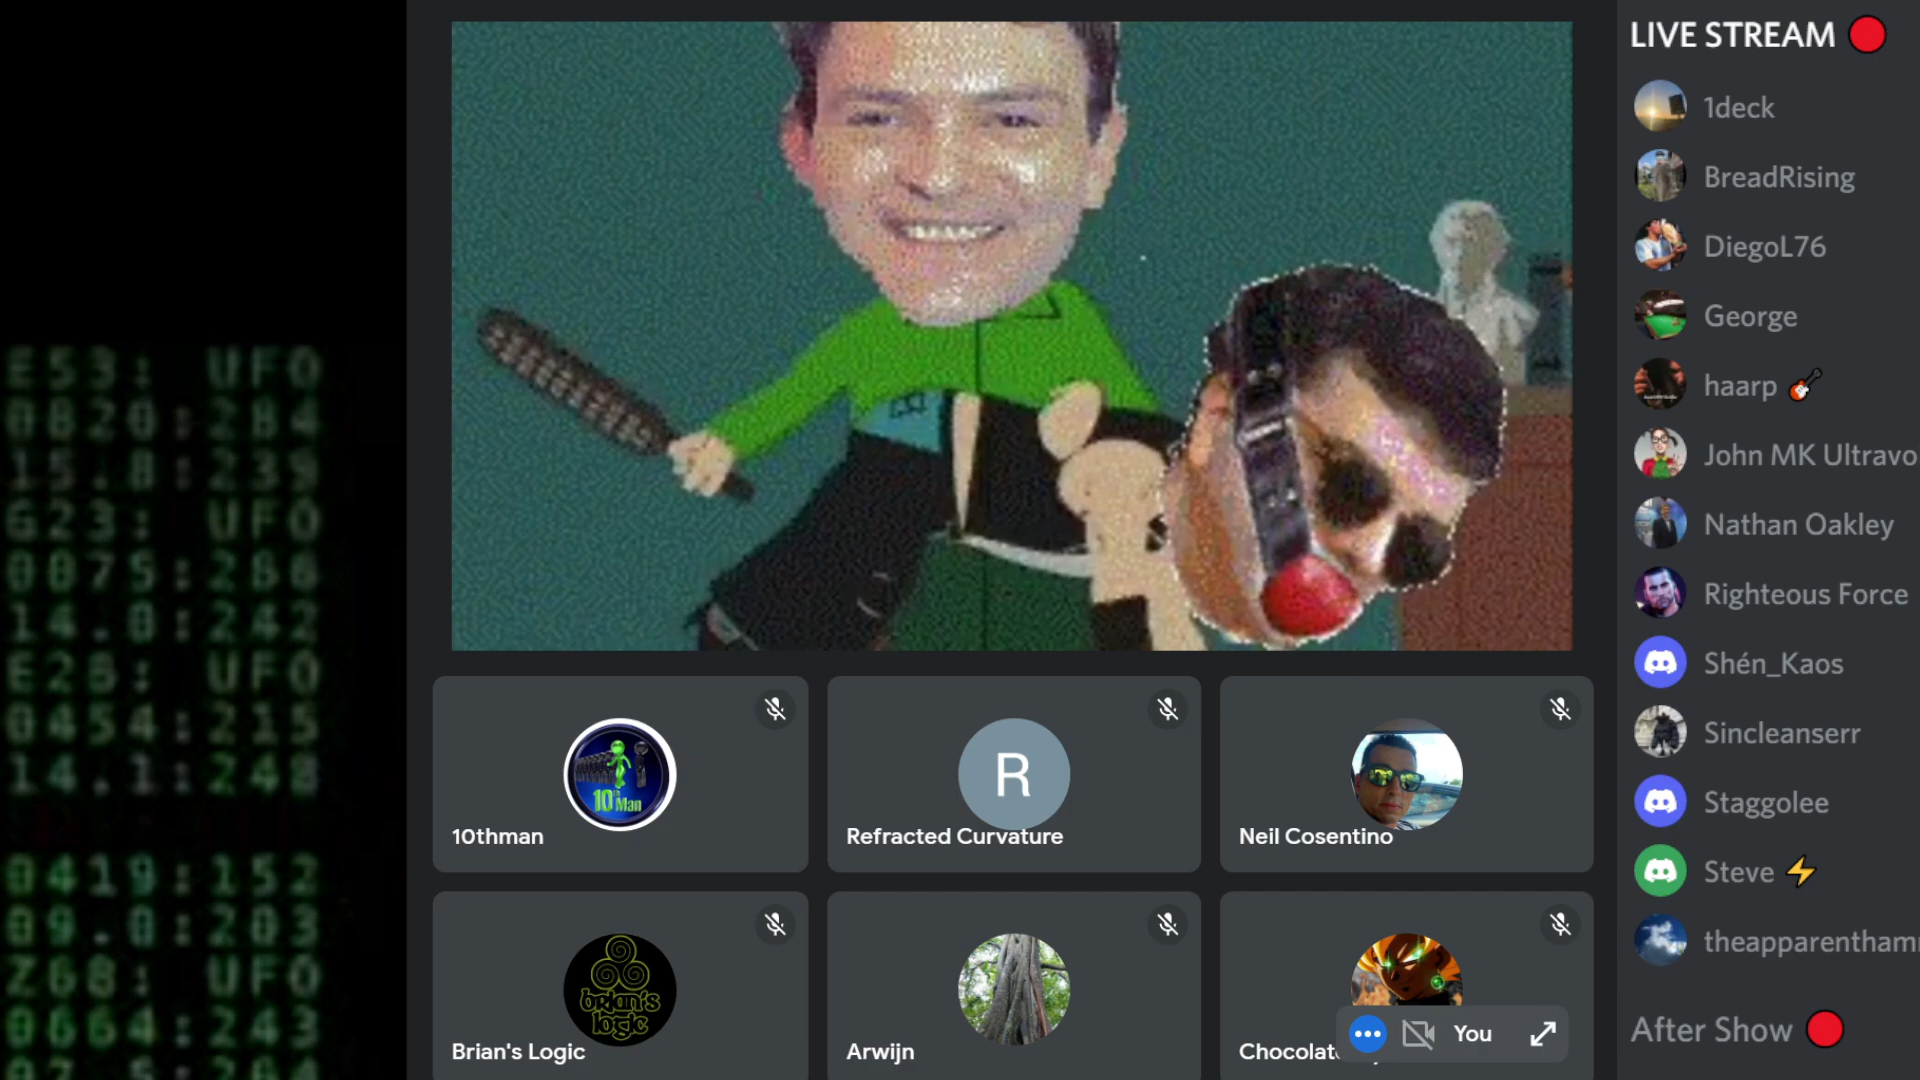 E53: UFO
0820:284
15.8:239
G23: UFO
0075:286
14.0:242
E28: UFO
0454:215
14.1:248
0419:152
09.0:203
Z68: UFO
0664:243
LIVE STREAM
1deck
BreadRising
DiegoL76
George
haarp
John MK Ultravo
Nathan Oakley
Righteous Force
Shén_Kaos
Sincleanserr
Staggolee
Steve
theapparentham
After Show
10th Man
10thman
R
Refracted Curvature
Neil Cosentino
brian's
logic
Brian's Logic
Arwijn
Chocolat
You